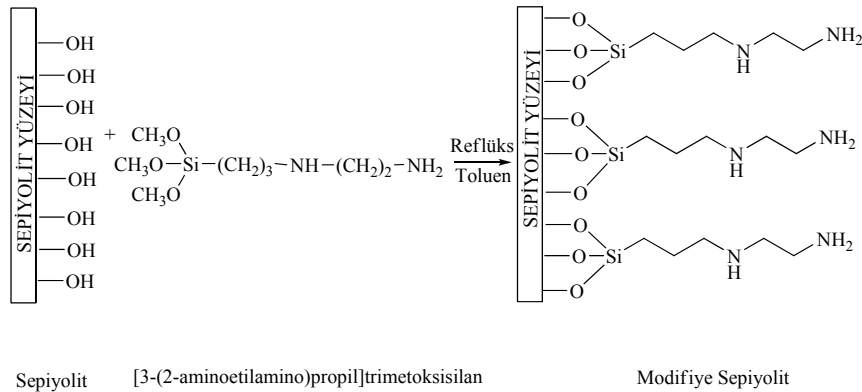 SEPİYOLİT YÜZEYİ
OH
OH
OH
OH
OH
OH
OH
OH
+
CH3O
CH3O Si (CH2)3 NH (CH2)2 NH2
CH3O
Reflüks
Toluen
SEPİYOLİT YÜZEYİ
O
O Si N H NH2
O
O
O Si N H NH2
O
O
O Si N H NH2
O
Sepiyolit [3-(2-aminoetilamino)propil]trimetoksisilan Modifiye Sepiyolit